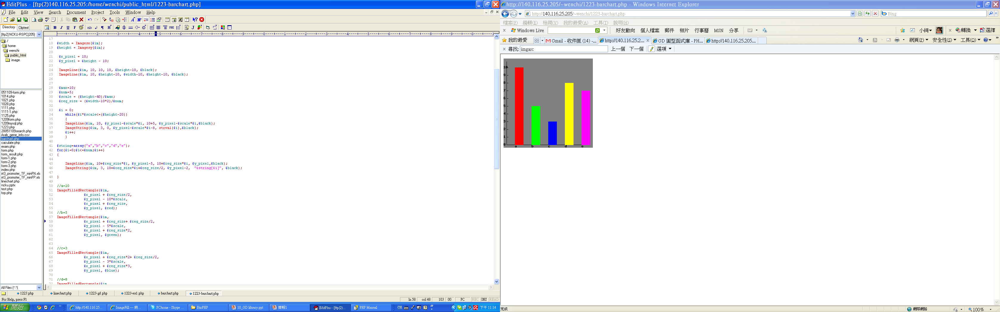 EditPlus - [ftp(2)140.116.25.205:/home/wenchi/public_html/1223-barchart.php]
File Edit View Search Document Project Tools Window Help
Directory Cliptext
[ftp2] NCKU-RSPC(205)
/
home
wenchi
public_html
image
051109-form.php
1014.php
1021.php
1028.php
1111.php
1111-1.php
1125.php
1209form.php
1209mysql.php
1223.php
20051109search.php
Arab_gene_info.csv
barchart.php
caculate.php
exam.php
form.php
form_result.php
form-1.php
form-2.php
form-3.php
index.php
irt3_promoter_TF_minFN.xls
irt3_promoter_TF_minFP.xls
linechart.php
ncku.pptx
test.php
top.php
All Files (*.*)
17
18 $width = Imagesx($im);
19 $height = Imagesy($im);
20
21 $x_pixel = 10;
22 $y_pixel = $height - 10;
23
24 ImageLine($im, 10, 10, 10, $height-10, $black);
25 ImageLine($im, 10, $height-10, $width-10, $height-10, $black);
26
27
28 $max=10;
29 $num=5;
30 $scale = ($height-40)/$max;
31 $reg_size = ($width-10*2)/$num;
32
33 $i = 0;
34 while($i*$scale<=($height-20))
35 {
36 ImageLine($im, 10, $y_pixel-$scale*$i, 10+5, $y_pixel-$scale*$i,$black);
37 ImageString($im, 3, 0, $y_pixel-$scale*$i-8, strval($i),$black);
38 $i++;
39 }
40
41 $string=array("a","b","c","d","e");
42 for($i=0;$i<=$num;$i++)
43 {
44
45 ImageLine($im, 10+$reg_size*$i, $y_pixel-5, 10+$reg_size*$i, $y_pixel,$black);
46 ImageString($im, 3, 10+$reg_size*$i+$reg_size/2, $y_pixel-2, "$string[$i]", $black);
47
48 }
49
50 //a=10
51 ImageFilledRectangle($im,
52 $x_pixel + $reg_size/2,
53 $y_pixel - 10*$scale,
54 $x_pixel + $reg_size,
55 $y_pixel, $red);
56 //b=5
57 ImageFilledRectangle($im,
58 $x_pixel + $reg_size+ $reg_size/2,
59 $y_pixel - 5*$scale,
60 $x_pixel + $reg_size*2,
61 $y_pixel, $green);
62
63
64 //c=3
65 ImageFilledRectangle($im,
66 $x_pixel + $reg_size*2+ $reg_size/2,
67 $y_pixel - 3*$scale,
68 $x_pixel + $reg_size*3,
69 $y_pixel, $blue);
70
71 //d=8
72 ImageFilledRectangle($im,
1223.php linechart.php 1223-gd.php 1223-ex1.php barchart.php 1223-barchart.php
For Help, press F1 ln 58 col 48 103 00 PC REC INS READ
開始 http://140.116.25... ImageFill --- 將... PChome - Skype ... BioPHP 10_GD library.ppt 簡報1 EditPlus - [ftp(2)... PHP Manual CH 下午 11:14
http://140.116.25.205/~wenchi/1223-barchart.php - Windows Internet Explorer
http://140.116.25.205/~wenchi/1223-barchart.php Bing
檔案(F) 編輯(E) 檢視(V) 我的最愛(A) 工具(T) 說明(H)
Windows Live 好友動向 個人檔案 郵件 相片 行事曆 MSN 分享 小綺 轉換 選擇
我的最愛 Gmail - 收件匣 (14) -... http://140.116.25.2... GD 圖型函式庫 - PH... http://140.116.25.205... 網頁(P) 安全性(S) 工具(O)
尋找: imgarc 上一個 下一個 選項
10
9
8
7
6
5
4
3
2
1
0
a b c d e
完成 網際網路 100%